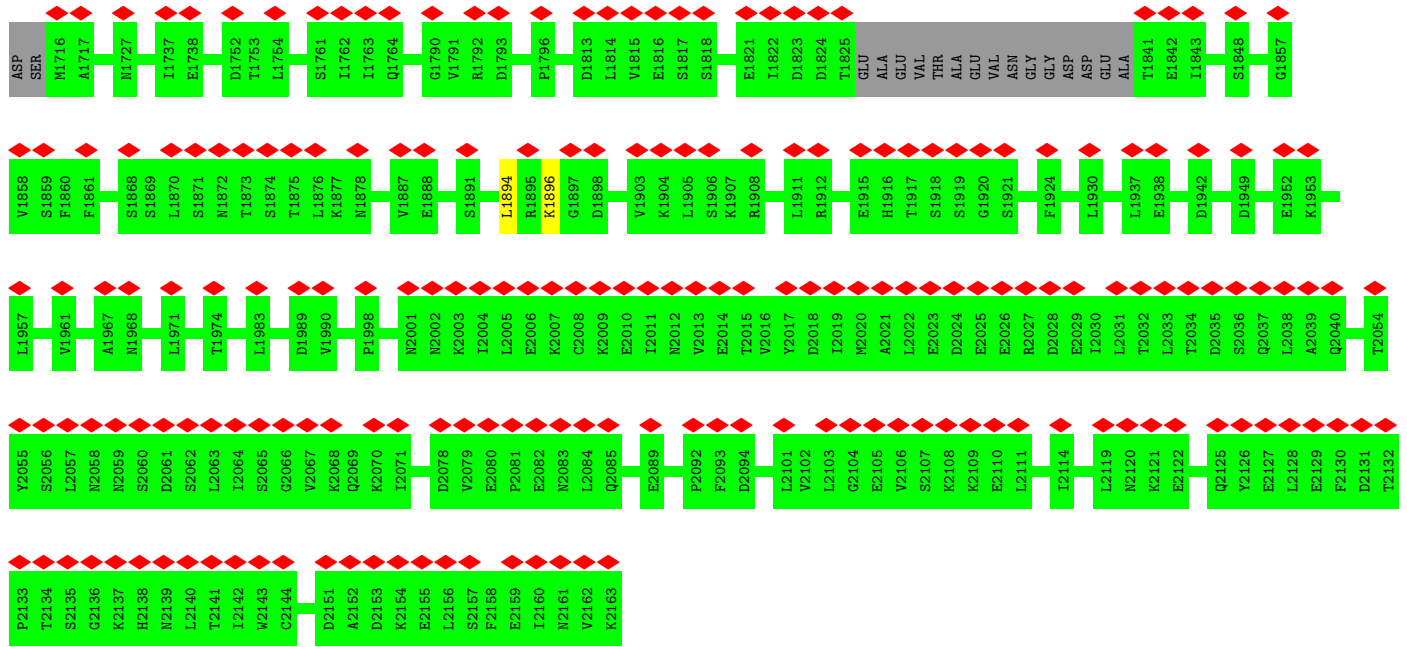 ASP SER M1716 A1717 N1727 I1737 E1738 D1752 T1753 L1754 S1761 I1762 I1763 Q1764 G1790 V1791 R1792 D1793 P1796 D1813 L1814 V1815 E1816 S1817 S1818 E1821 I1822 D1823 D1824 T1825 GLU ALA GLU VAL THR ALA GLU VAL ASN GLY GLY ASP ASP GLU ALA T1841 E1842 I1843 S1848 G1857
V1858 S1859 F1860 F1861 S1868 S1869 L1870 S1871 N1872 T1873 S1874 T1875 L1876 K1877 N1878 V1887 E1888 S1891 L1894 R1895 K1896 G1897 D1898 V1903 K1904 L1905 S1906 K1907 R1908 L1911 R1912 E1915 H1916 T1917 S1918 S1919 G1920 S1921 F1924 L1930 L1937 E1938 D1942 D1949 E1952 K1953
L1957 V1961 A1967 N1968 L1971 T1974 L1983 D1989 V1990 P1998 N2001 N2002 K2003 I2004 L2005 E2006 K2007 C2008 K2009 E2010 I2011 N2012 V2013 E2014 T2015 V2016 Y2017 D2018 I2019 M2020 A2021 L2022 E2023 D2024 E2025 E2026 R2027 D2028 E2029 I2030 L2031 T2032 L2033 T2034 D2035 S2036 Q2037 L2038 A2039 Q2040 T2054
Y2055 S2056 L2057 N2058 N2059 S2060 D2061 S2062 L2063 I2064 S2065 G2066 V2067 K2068 Q2069 K2070 I2071 D2078 V2079 E2080 P2081 E2082 N2083 L2084 Q2085 E2089 P2092 F2093 D2094 L2101 V2102 L2103 G2104 E2105 V2106 S2107 K2108 K2109 E2110 L2111 I2114 L2119 N2120 K2121 E2122 Q2125 Y2126 E2127 L2128 E2129 F2130 D2131 T2132
P2133 T2134 S2135 G2136 K2137 H2138 N2139 L2140 T2141 I2142 W2143 C2144 D2151 A2152 D2153 K2154 E2155 L2156 S2157 F2158 E2159 I2160 N2161 V2162 K2163